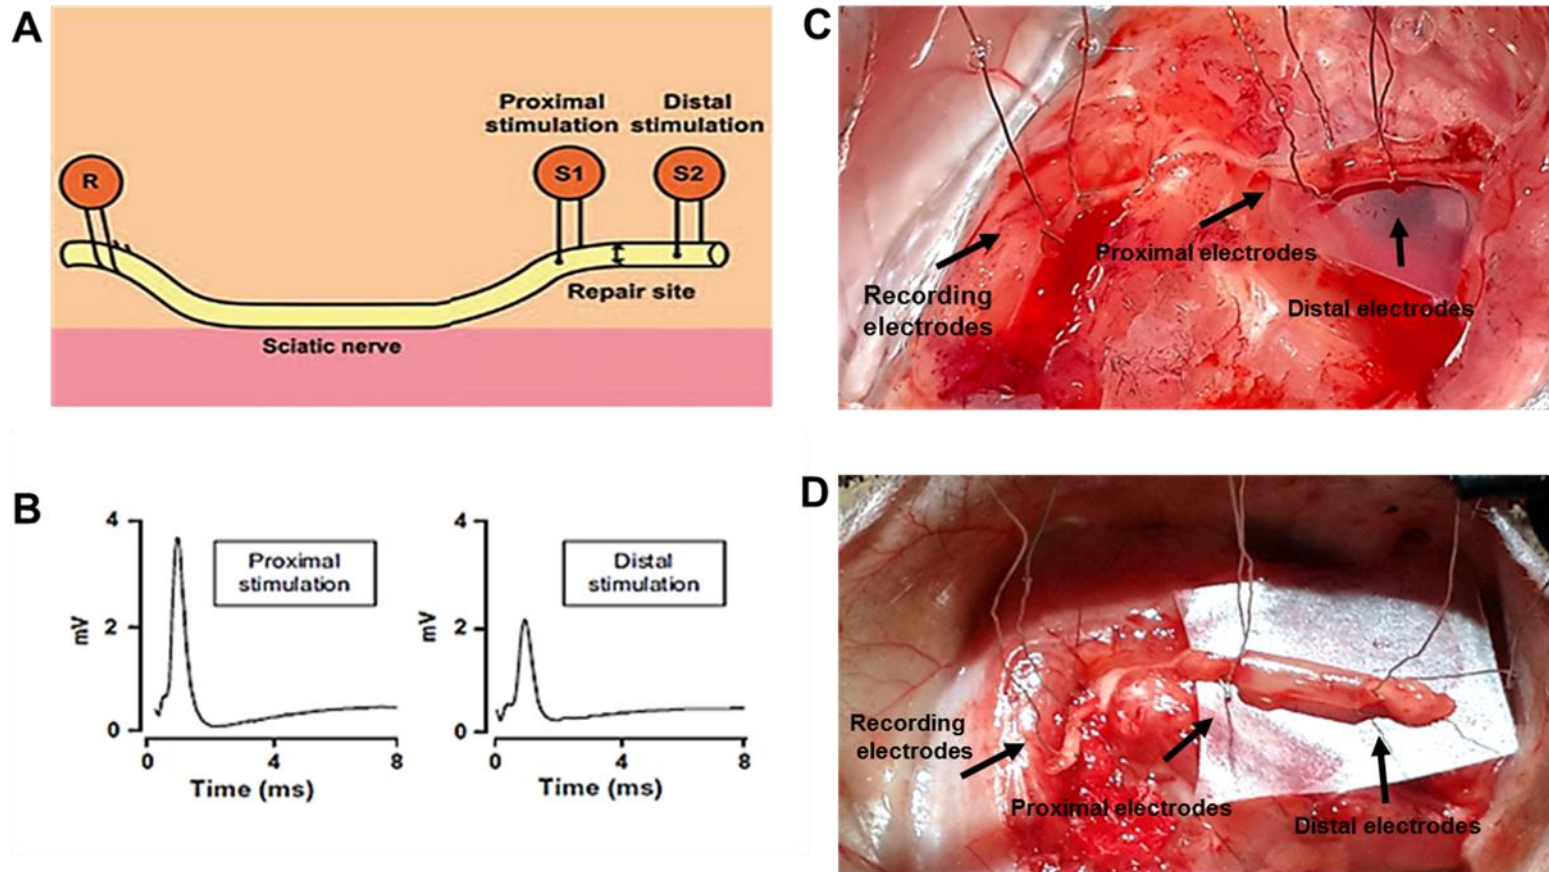 A
Proximal
stimulation
Distal
stimulation
R
S1
S2
Repair site
Sciatic nerve
B
4
2
0
mV
Proximal
stimulation
0
4
8
Time (ms)
4
2
0
mV
Distal
stimulation
0
4
8
Time (ms)
C
Proximal electrodes
Recording
electrodes
Distal electrodes
D
Recording
electrodes
Proximal electrodes
Distal electrodes